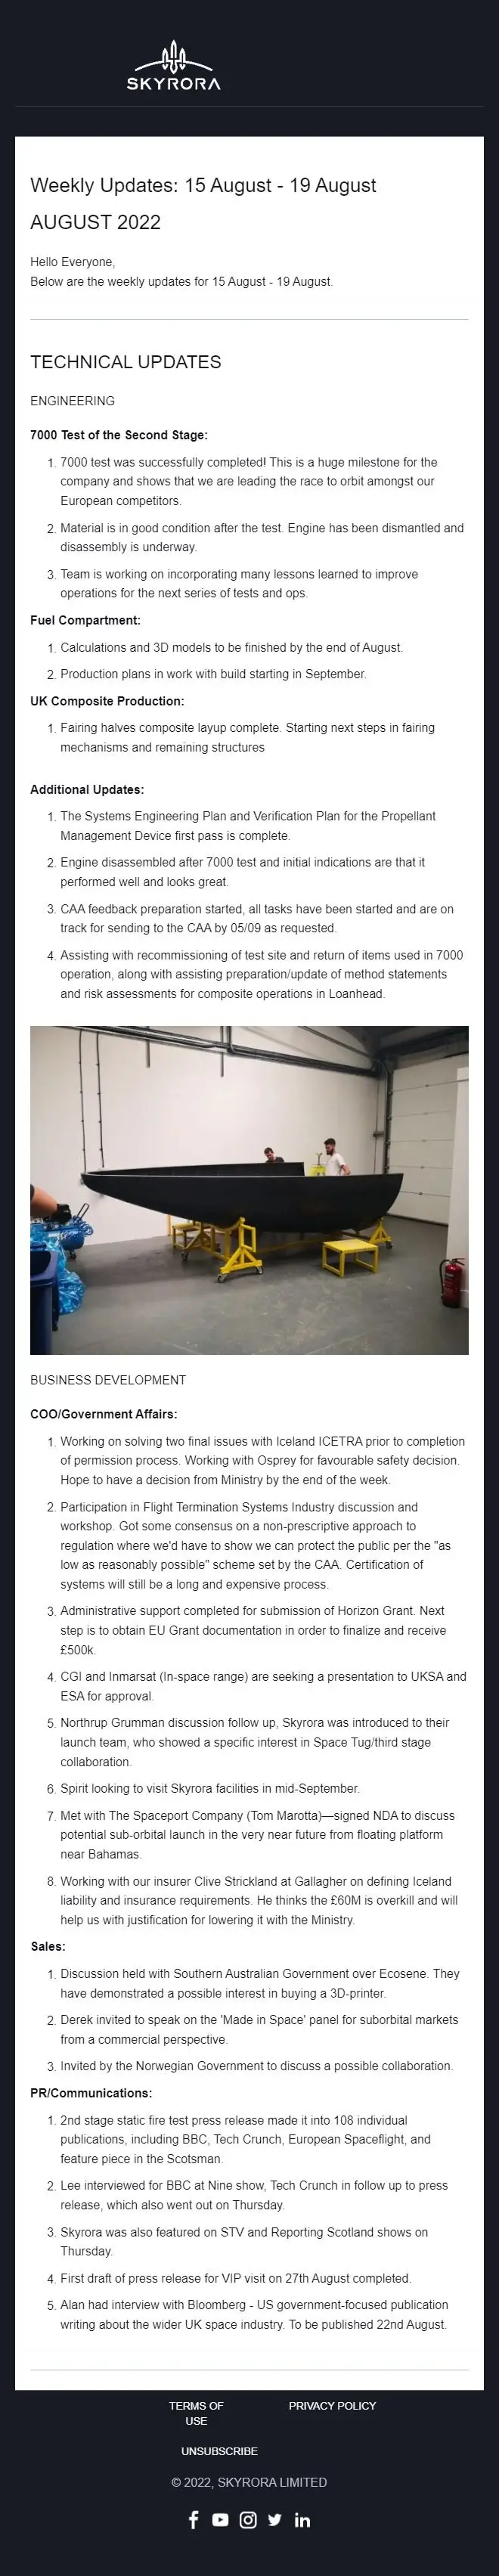 SKYRORA
Weekly Updates: 15 August - 19 August
AUGUST 2022
Hello Everyone,
Below are the weekly updates for 15 August - 19 August.
TECHNICAL UPDATES
ENGINEERING
7000 Test of the Second Stage:
1. 7000 test was successfully completed! This is a huge milestone for the
company and shows that we are leading the race to orbit amongst our
European competitors.
2. Material is in good condition after the test. Engine has been dismantled and
disassembly is underway.
3. Team is working on incorporating many lessons learned to improve
operations for the next series of tests and ops.
Fuel Compartment:
1. Calculations and 3D models to be finished by the end of August.
2. Production plans in work with build starting in September.
UK Composite Production:
1. Fairing halves composite layup complete. Starting next steps in fairing
mechanisms and remaining structures
Additional Updates:
1. The Systems Engineering Plan and Verification Plan for the Propellant
Management Device first pass is complete.
2. Engine disassembled after 7000 test and initial indications are that it
performed well and looks great.
3. CAA feedback preparation started, all tasks have been started and are on
track for sending to the CAA by 05/09 as requested.
4. Assisting with recommissioning of test site and return of items used in 7000
operation, along with assisting preparation/update of method statements
and risk assessments for composite operations in Loanhead.
BUSINESS DEVELOPMENT
COO/Government Affairs:
1. Working on solving two final issues with Iceland ICETRA prior to completion
of permission process. Working with Osprey for favourable safety decision.
Hope to have a decision from Ministry by the end of the week.
2. Participation in Flight Termination Systems Industry discussion and
workshop. Got some consensus on a non-prescriptive approach to
regulation where we'd have to show we can protect the public per the "as
low as reasonably possible" scheme set by the CAA. Certification of
systems will still be a long and expensive process.
3. Administrative support completed for submission of Horizon Grant. Next
step is to obtain EU Grant documentation in order to finalize and receive
£500k.
4. CGI and Inmarsat (In-space range) are seeking a presentation to UKSA and
ESA for approval.
5. Northrup Grumman discussion follow up, Skyrora was introduced to their
launch team, who showed a specific interest in Space Tug/third stage
collaboration.
6. Spirit looking to visit Skyrora facilities in mid-September.
7. Met with The Spaceport Company (Tom Marotta)—signed NDA to discuss
potential sub-orbital launch in the very near future from floating platform
near Bahamas.
8. Working with our insurer Clive Strickland at Gallagher on defining Iceland
liability and insurance requirements. He thinks the £60M is overkill and will
help us with justification for lowering it with the Ministry.
Sales:
1. Discussion held with Southern Australian Government over Ecosene. They
have demonstrated a possible interest in buying a 3D-printer.
2. Derek invited to speak on the 'Made in Space' panel for suborbital markets
from a commercial perspective.
3. Invited by the Norwegian Government to discuss a possible collaboration.
PR/Communications:
1. 2nd stage static fire test press release made it into 108 individual
publications, including BBC, Tech Crunch, European Spaceflight, and
feature piece in the Scotsman.
2. Lee interviewed for BBC at Nine show, Tech Crunch in follow up to press
release, which also went out on Thursday.
3. Skyrora was also featured on STV and Reporting Scotland shows on
Thursday.
4. First draft of press release for VIP visit on 27th August completed.
5. Alan had interview with Bloomberg - US government-focused publication
writing about the wider UK space industry. To be published 22nd August.
TERMS OF
USE
PRIVACY POLICY
UNSUBSCRIBE
© 2022, SKYRORA LIMITED